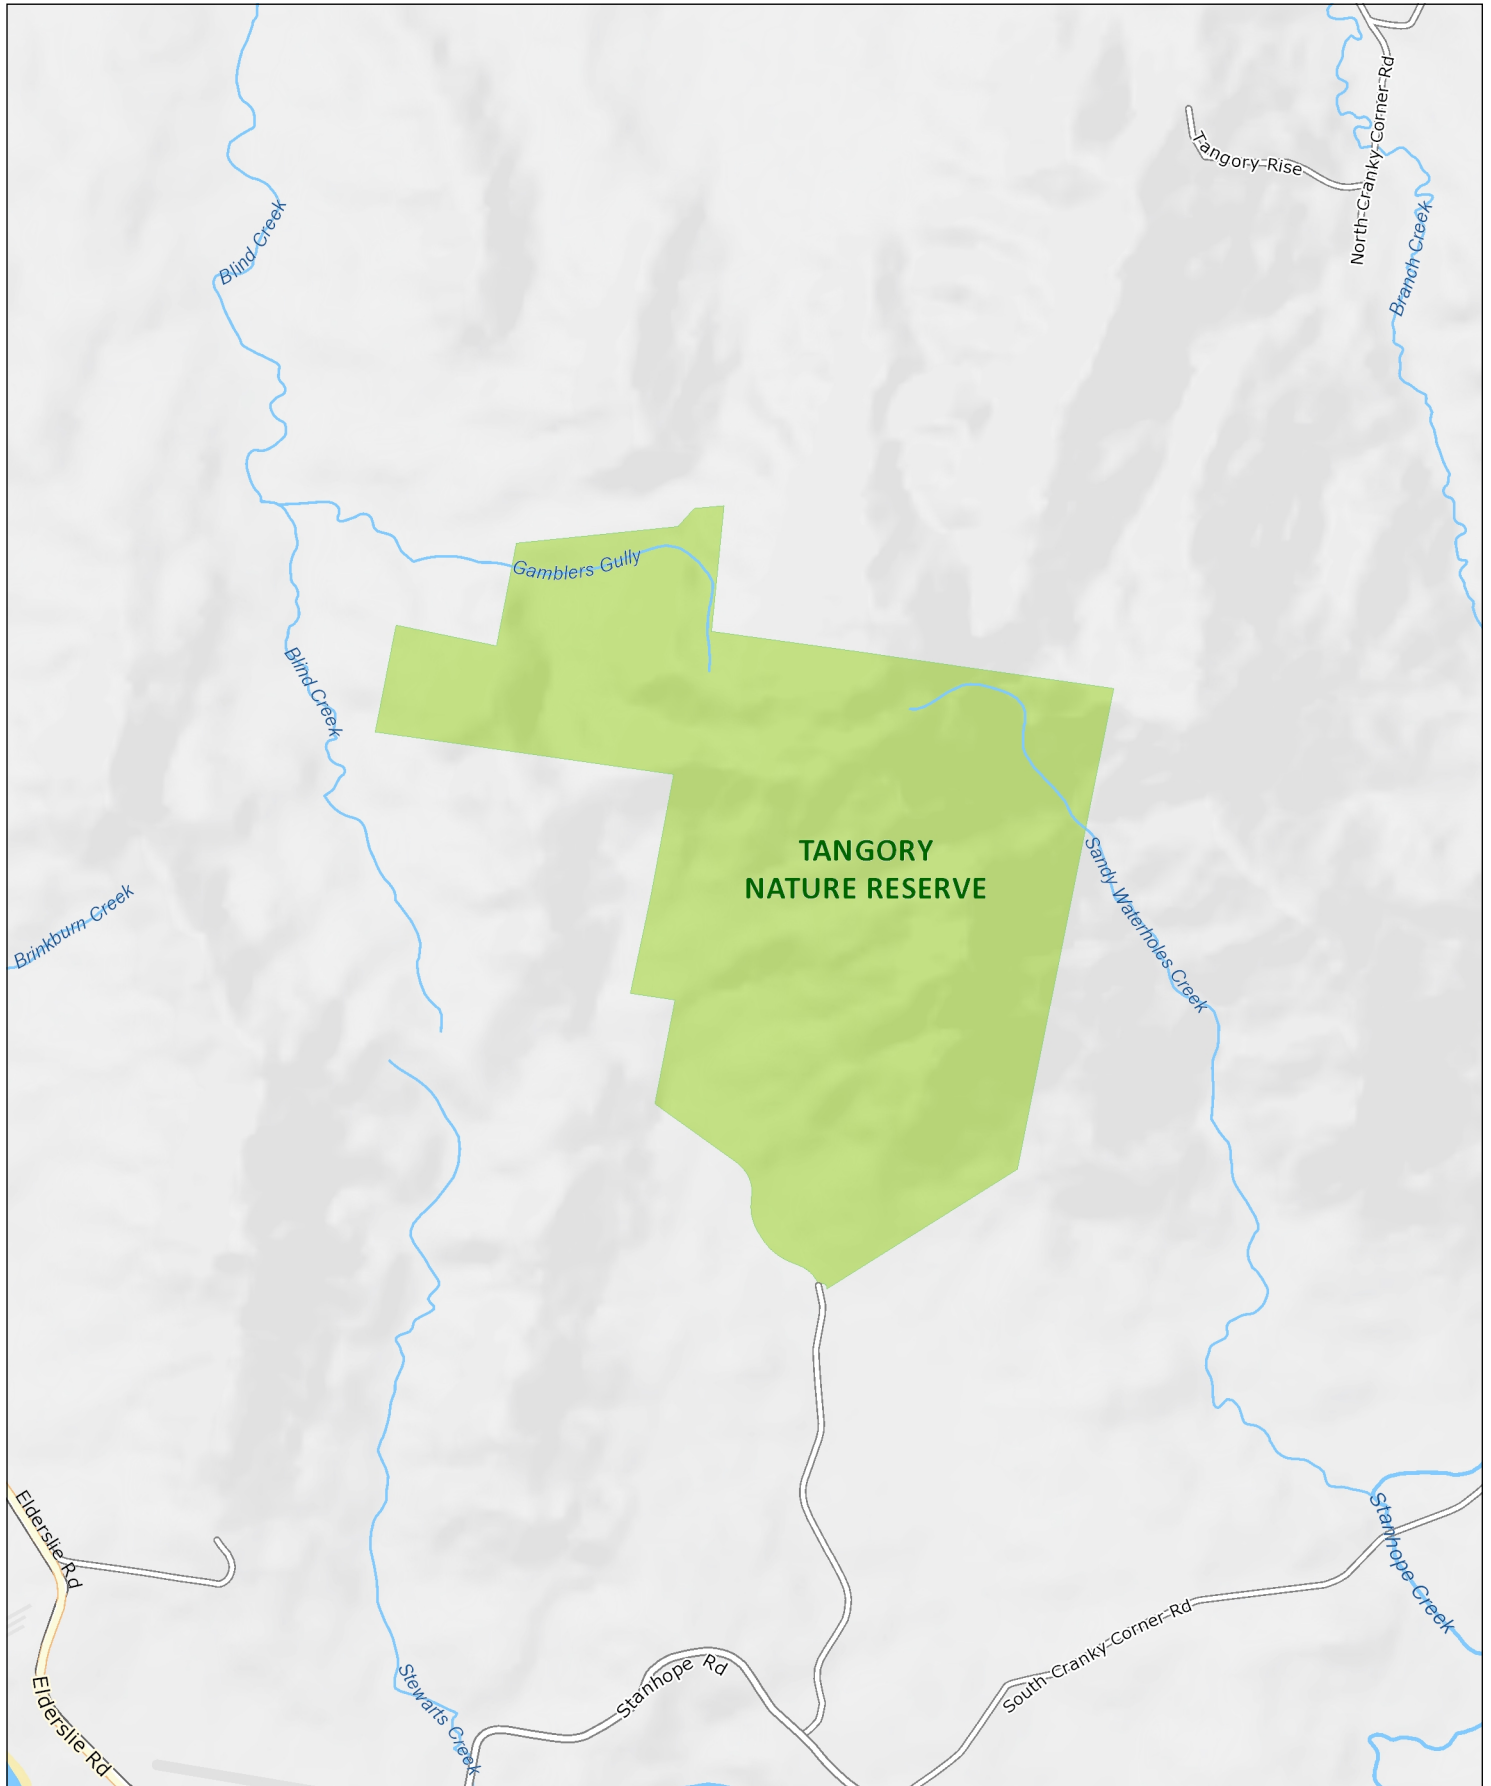 North Cranky Corner Rd
Tangory Rise
Blind Creek
Branch Creek
Gamblers Gully
Blind Creek
TANGORY
NATURE RESERVE
Sandy Waterholes Creek
Brinkburn Creek
Elderslie Rd
Stanhope Creek
South Cranky Corner Rd
Stanhope Rd
Stewarts Creek
Elderslie Rd